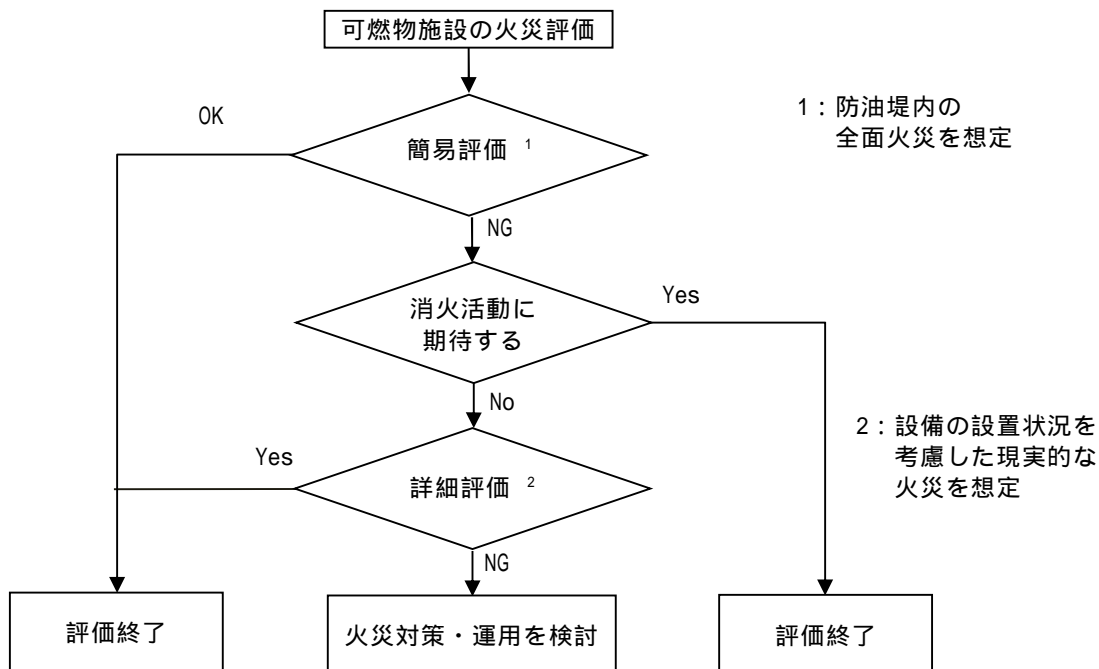 可燃物施設の火災評価
OK
簡易評価 1
1：防油堤内の
全面火災を想定
NG
消火活動に
期待する
Yes
No
2：設備の設置状況を
考慮した現実的な
火災を想定
Yes
詳細評価 2
NG
評価終了
火災対策・運用を検討
評価終了